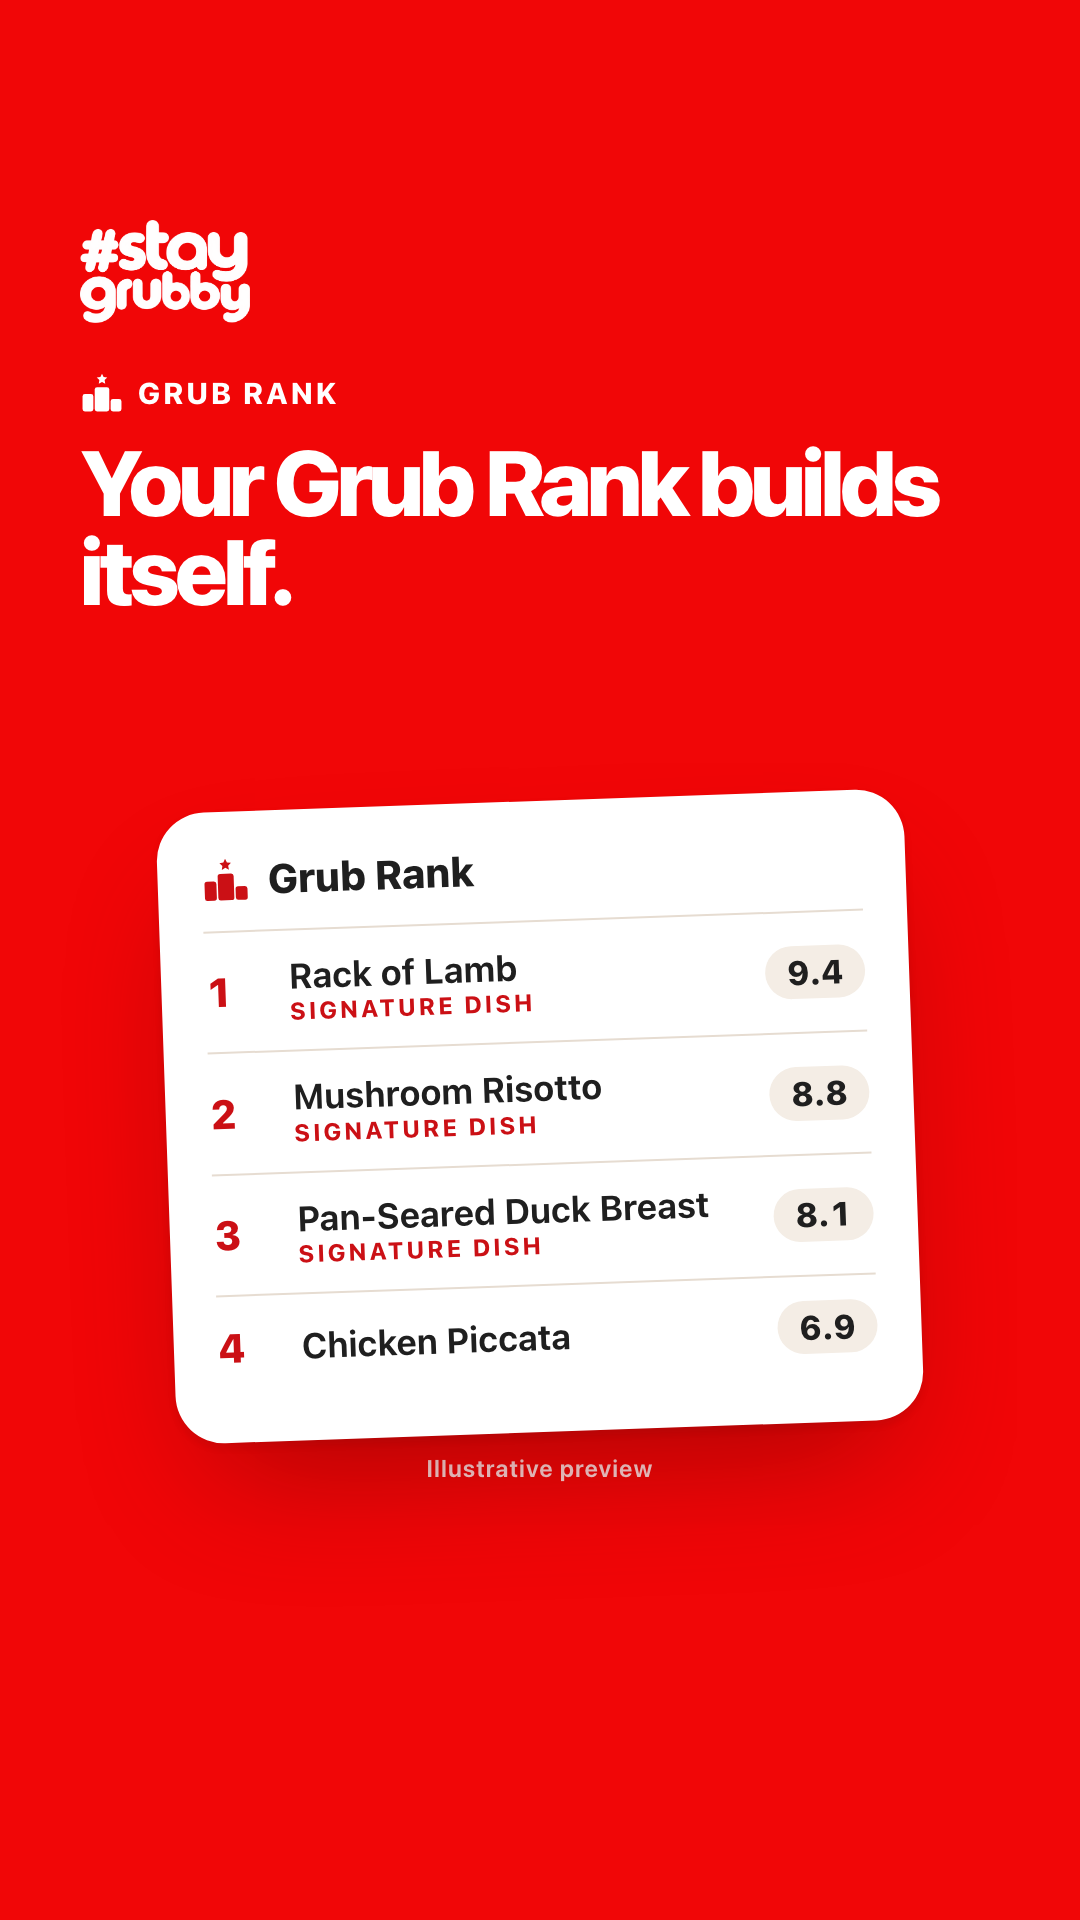 #stay
grubby
GRUB RANK
Your Grub Rank builds
itself.
Grub Rank
1 Rack of Lamb 9.4
SIGNATURE DISH
2 Mushroom Risotto 8.8
SIGNATURE DISH
3 Pan-Seared Duck Breast 8.1
SIGNATURE DISH
4 Chicken Piccata 6.9
Illustrative preview